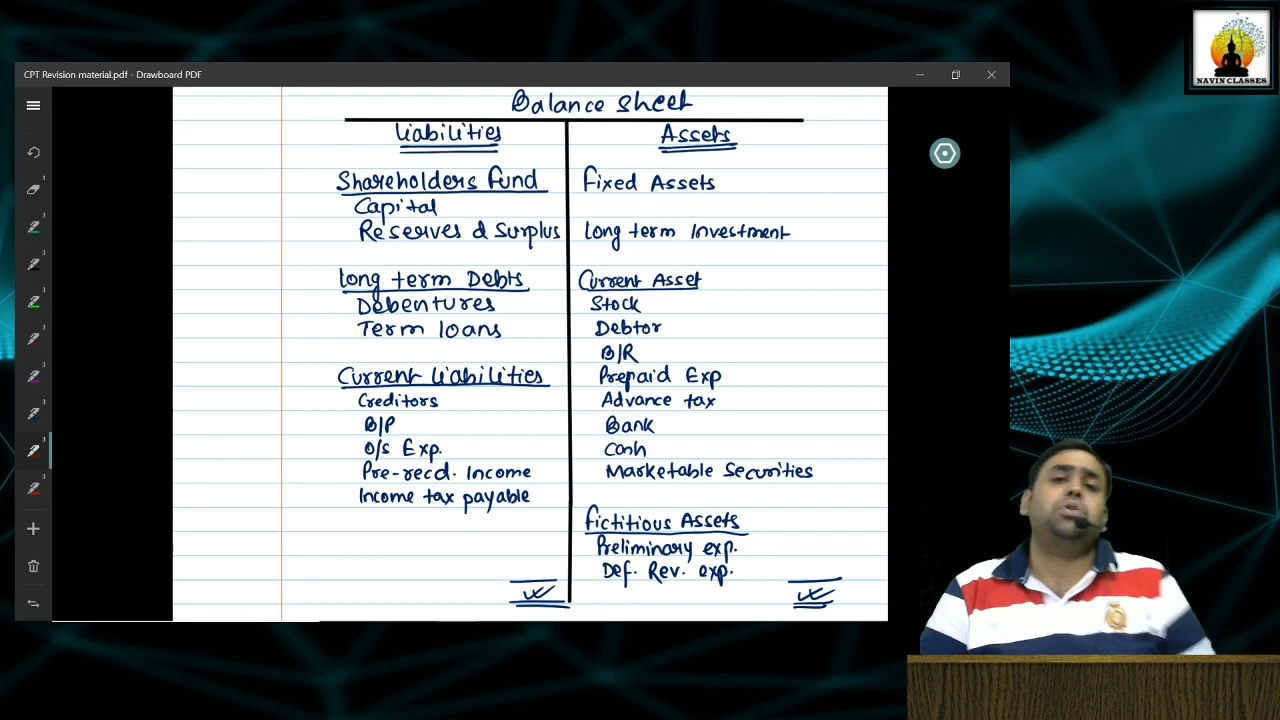 NAVIN CLASSES
CPT Revision material.pdf - Drawboard PDF
Balance sheet
Liabilities
Assets
Shareholders Fund
Capital
Reserves & Surplus
Long term Debts
Debentures
Term loans
Current Liabilities
Creditors
B/P
O/s Exp.
Pre-recd. Income
Income tax payable
Fixed Assets
Long term Investment
Current Asset
Stock
Debtor
B/R
Prepaid Exp
Advance tax
Bank
Cash
Marketable Securities
Fictitious Assets
Preliminary exp.
Def. Rev. exp.